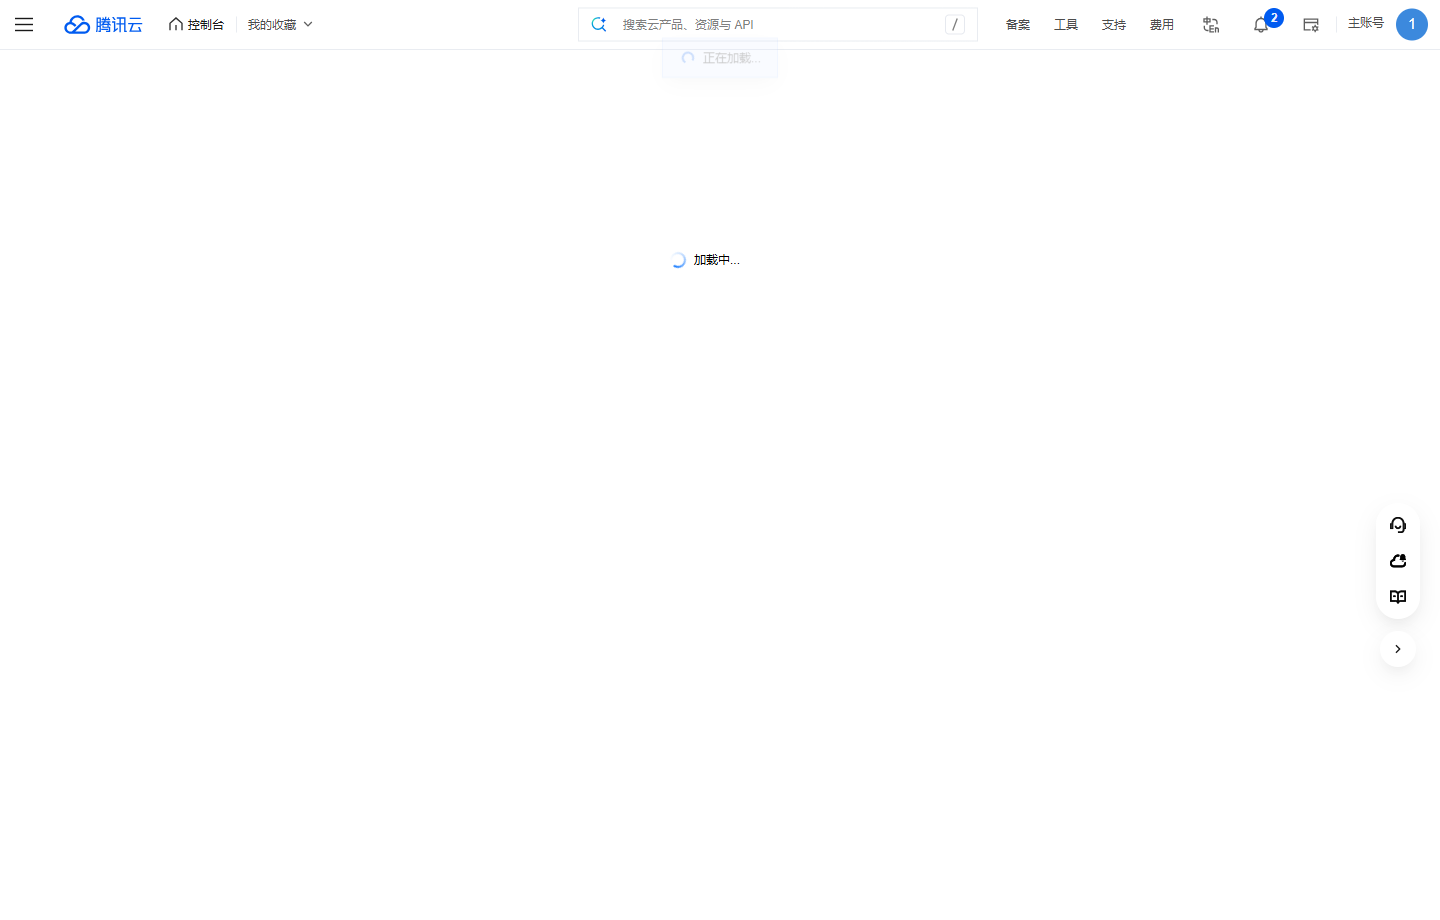 腾讯云 控制台 我的收藏 搜索云产品、资源与 API / 备案 工具 支持 费用 中 En 2 主账号 1
正在加载...
加载中...